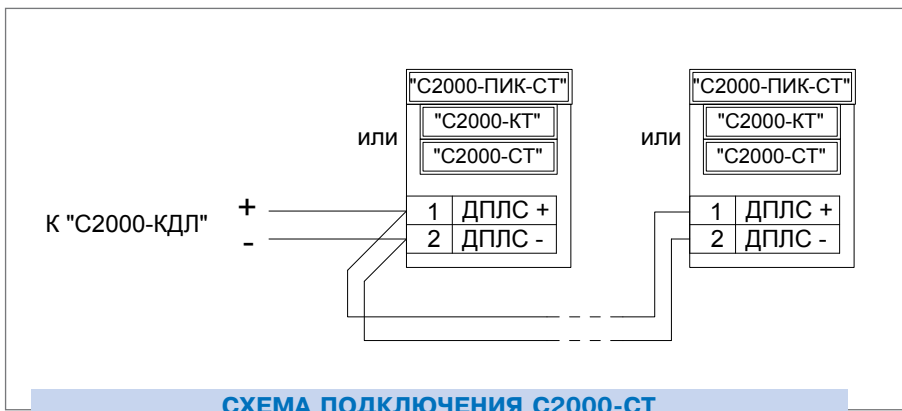 "С2000-ПИК-СТ"
или
"С2000-КТ"
"С2000-СТ"
1 ДПЛС +
2 ДПЛС -
"С2000-ПИК-СТ"
или
"С2000-КТ"
"С2000-СТ"
1 ДПЛС +
2 ДПЛС -
К "С2000-КДЛ"
+
-
СХЕМА ПОДКЛЮЧЕНИЯ С2000-СТ